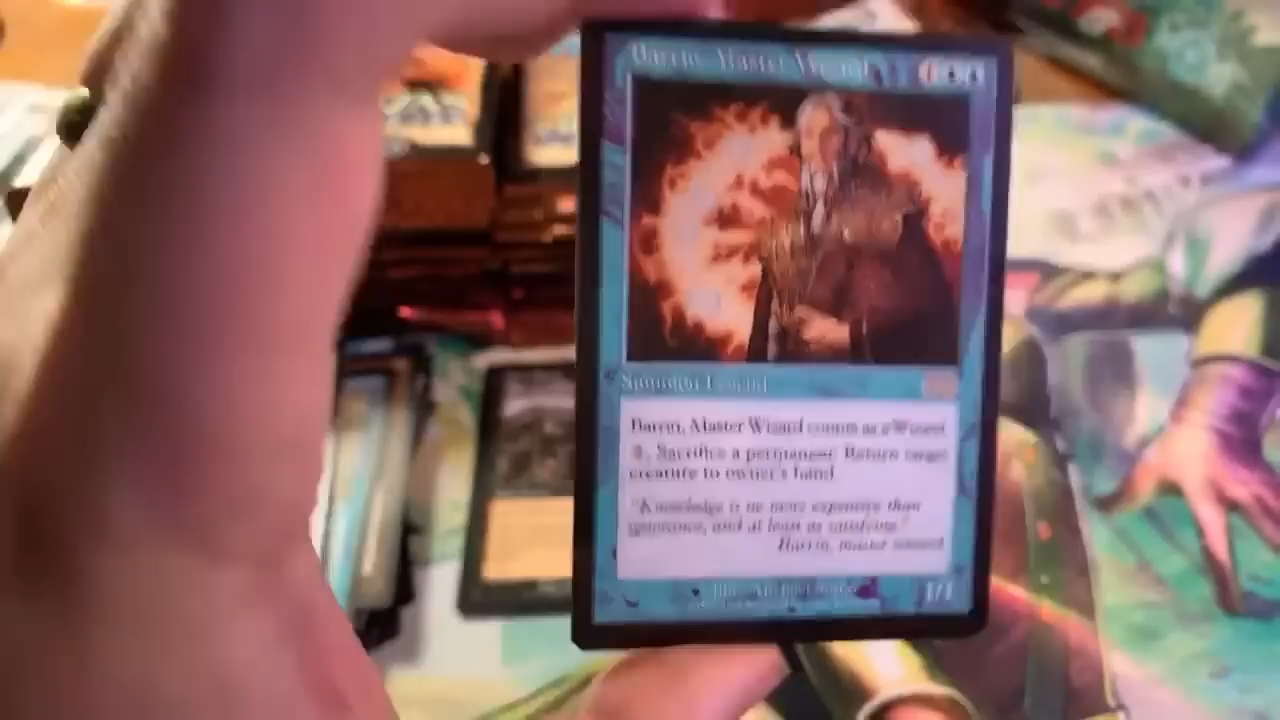 Barrin, Master Wizard
Summon Legend
Barrin, Master Wizard counts as a Wizard.
Sacrifice a permanent: Return target
creature to owner's hand.
"Knowledge is no more expensive than
ignorance, and at least as satisfying."
Barrin, master wizard
1/1